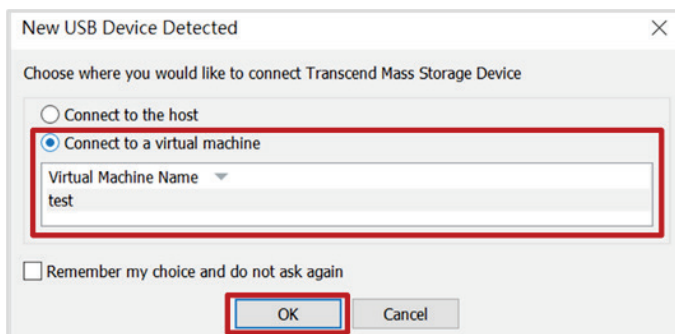 New USB Device Detected
Choose where you would like to connect Transcend Mass Storage Device
Connect to the host
Connect to a virtual machine
Virtual Machine Name
test
Remember my choice and do not ask again
OK Cancel